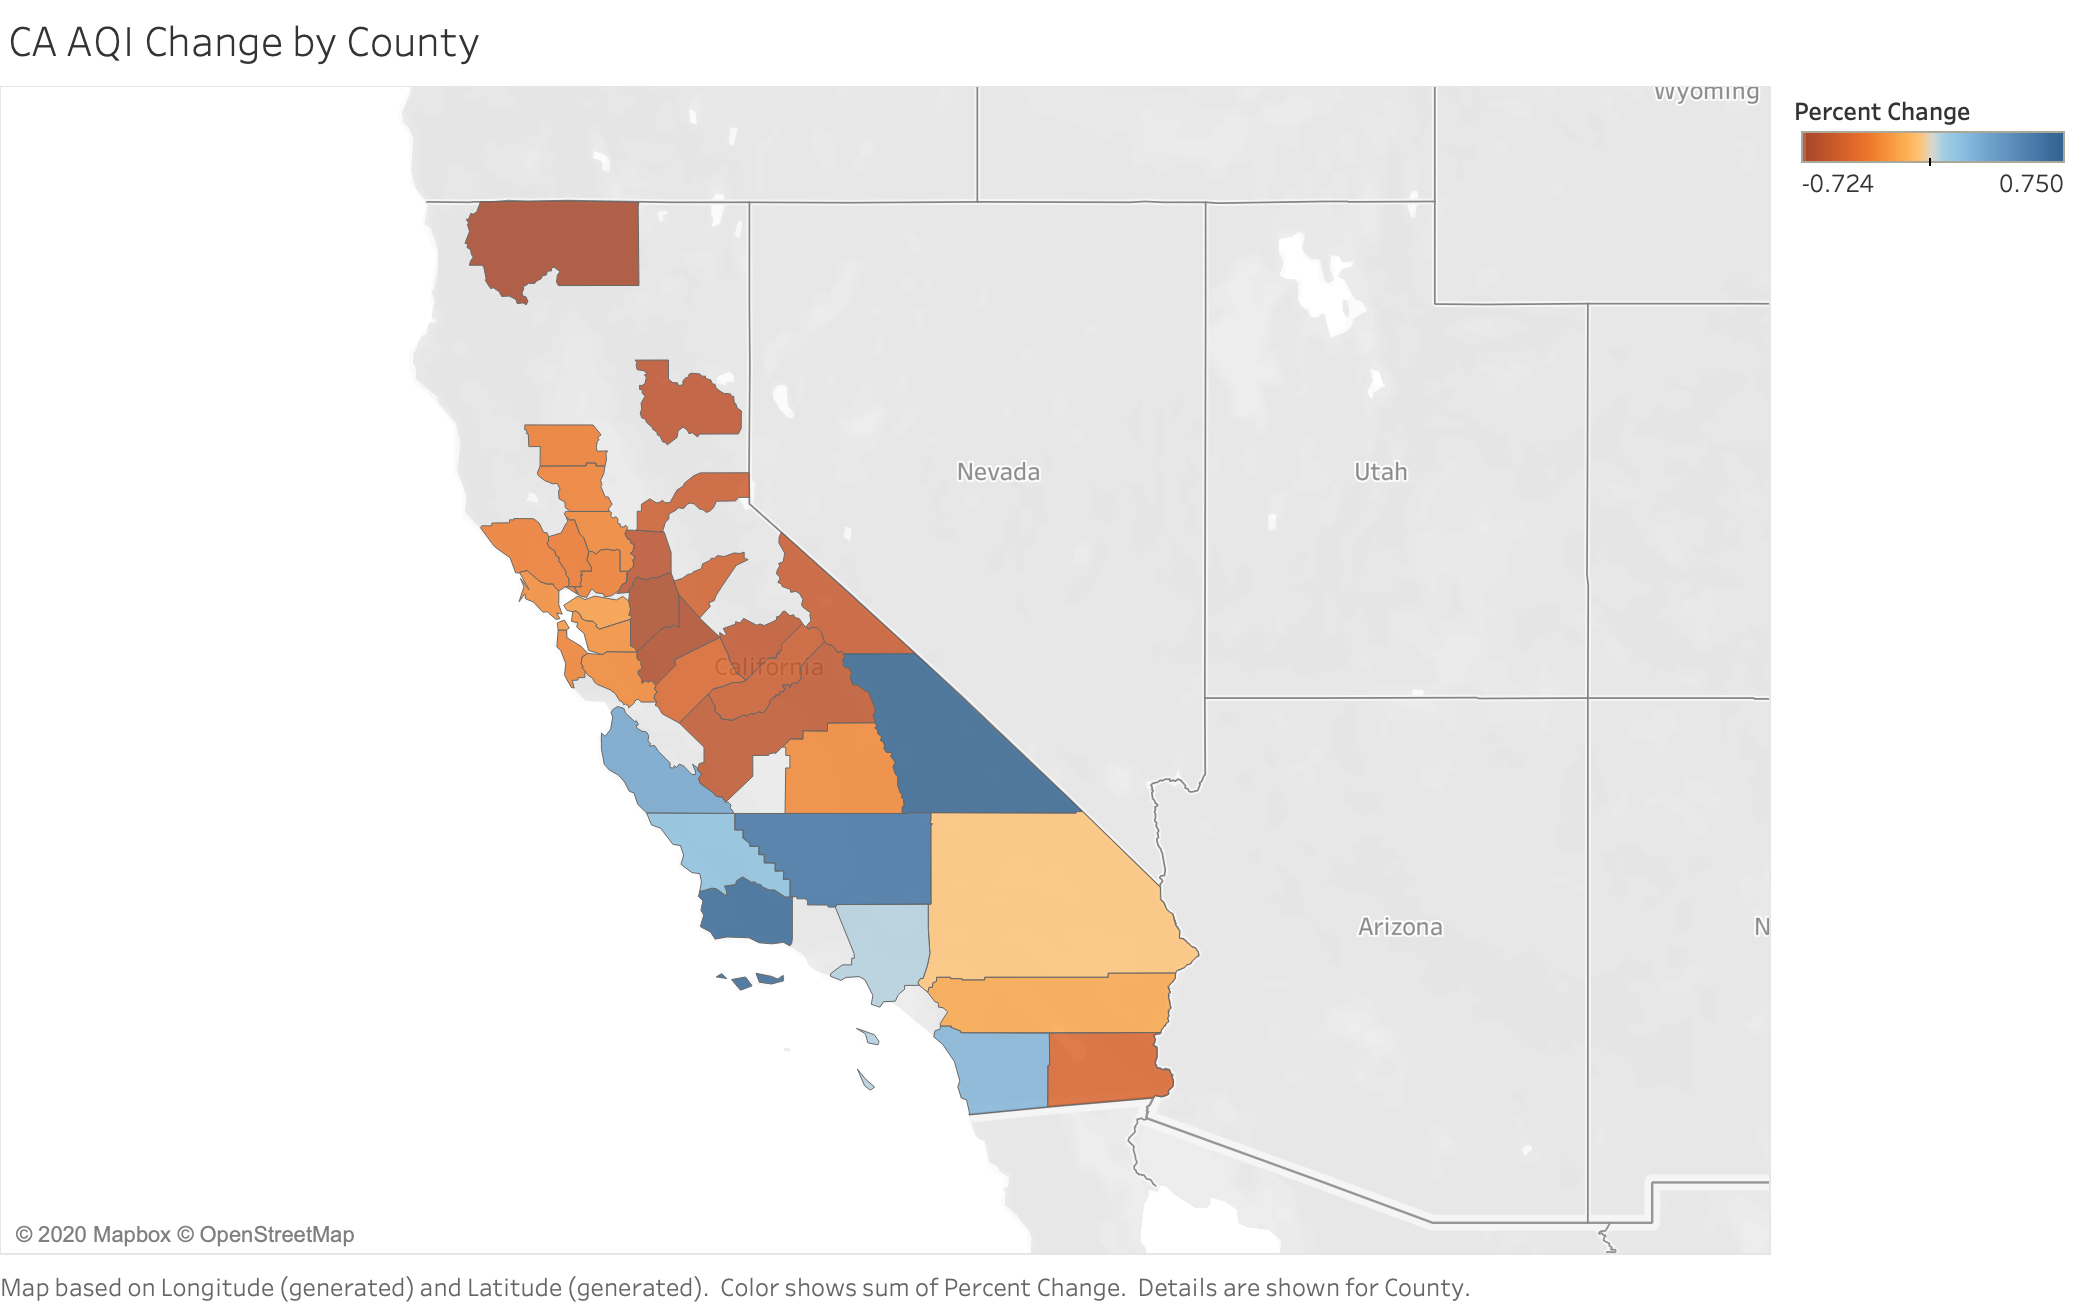 CA AQI Change by County
Wyoming
Percent Change
-0.724 0.750
Nevada
Utah
California
Arizona
N
© 2020 Mapbox © OpenStreetMap
Map based on Longitude (generated) and Latitude (generated).  Color shows sum of Percent Change.  Details are shown for County.